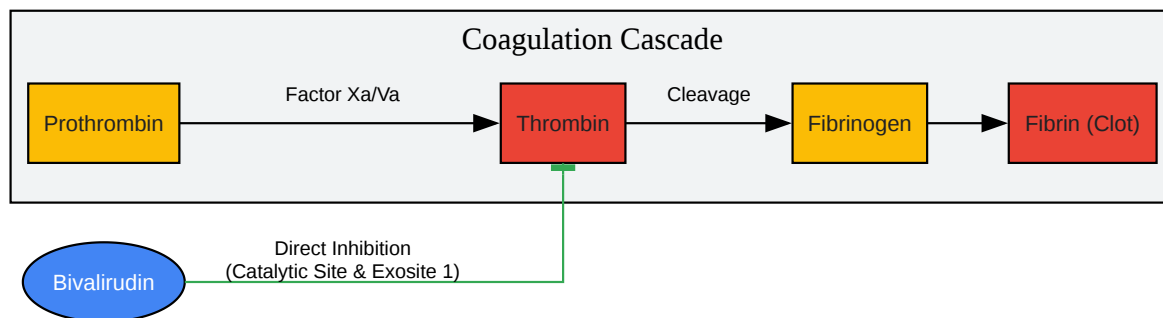 Coagulation Cascade
Factor Xa/Va
Cleavage
Prothrombin
Thrombin
Fibrinogen
Fibrin (Clot)
Direct Inhibition
(Catalytic Site & Exosite 1)
Bivalirudin